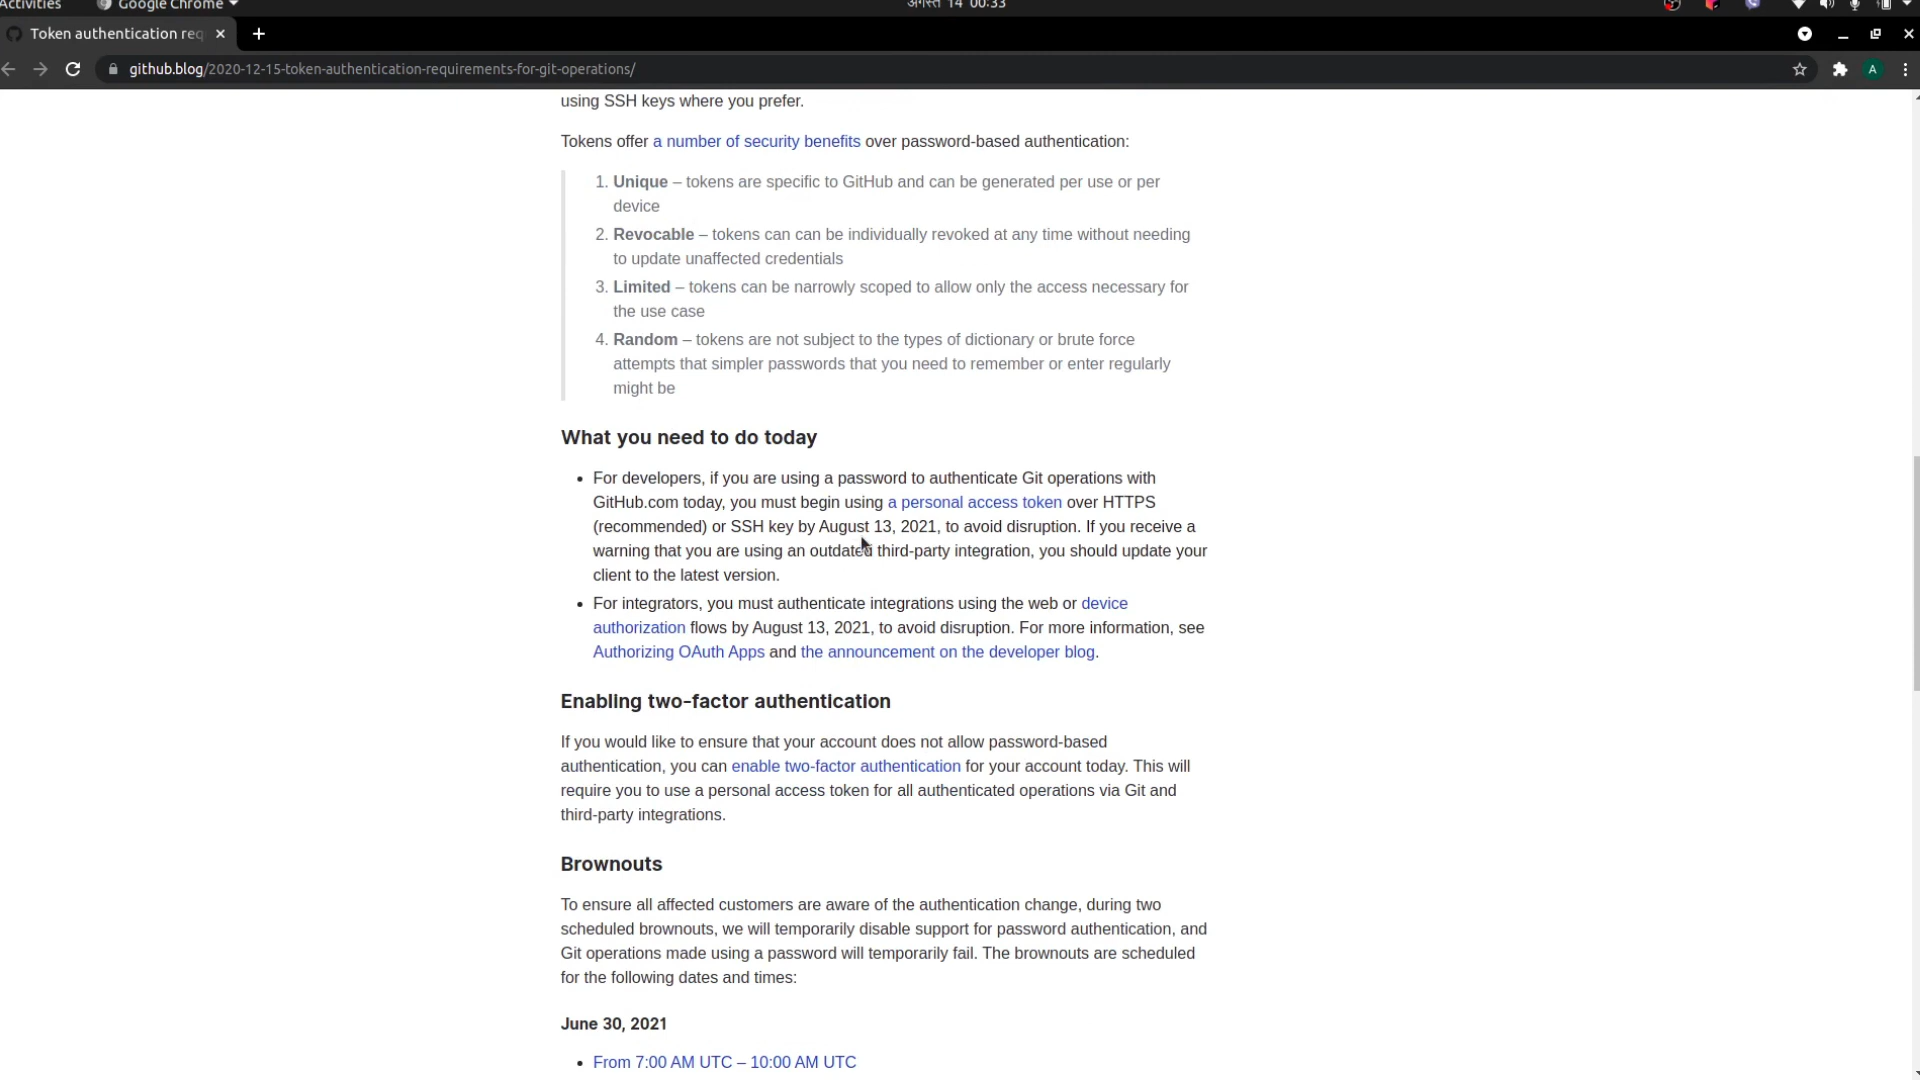 Activities
Google Chrome
अगस्त 14 00:33
Token authentication req
github.blog/2020-12-15-token-authentication-requirements-for-git-operations/
A
using SSH keys where you prefer.
Tokens offer a number of security benefits over password-based authentication:
1. Unique – tokens are specific to GitHub and can be generated per use or per
device
2. Revocable – tokens can can be individually revoked at any time without needing
to update unaffected credentials
3. Limited – tokens can be narrowly scoped to allow only the access necessary for
the use case
4. Random – tokens are not subject to the types of dictionary or brute force
attempts that simpler passwords that you need to remember or enter regularly
might be
What you need to do today
• For developers, if you are using a password to authenticate Git operations with
GitHub.com today, you must begin using a personal access token over HTTPS
(recommended) or SSH key by August 13, 2021, to avoid disruption. If you receive a
warning that you are using an outdated third-party integration, you should update your
client to the latest version.
• For integrators, you must authenticate integrations using the web or device
authorization flows by August 13, 2021, to avoid disruption. For more information, see
Authorizing OAuth Apps and the announcement on the developer blog.
Enabling two-factor authentication
If you would like to ensure that your account does not allow password-based
authentication, you can enable two-factor authentication for your account today. This will
require you to use a personal access token for all authenticated operations via Git and
third-party integrations.
Brownouts
To ensure all affected customers are aware of the authentication change, during two
scheduled brownouts, we will temporarily disable support for password authentication, and
Git operations made using a password will temporarily fail. The brownouts are scheduled
for the following dates and times:
June 30, 2021
• From 7:00 AM UTC – 10:00 AM UTC